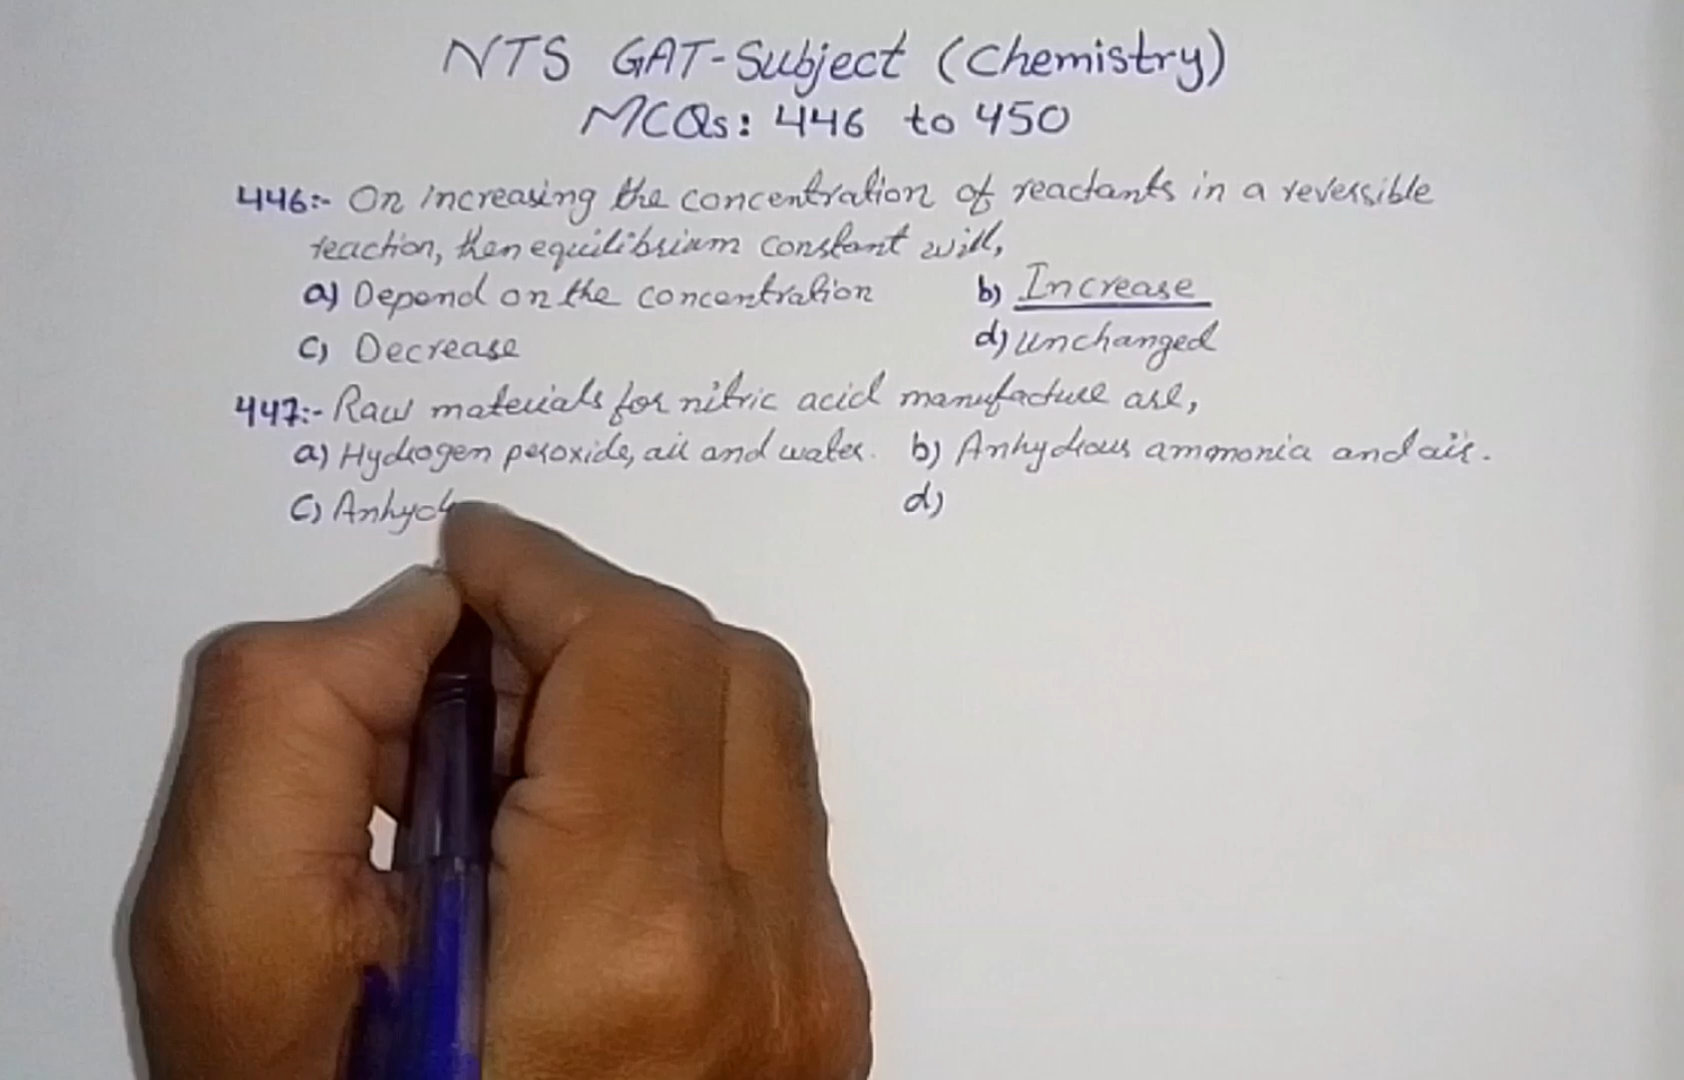 NTS GAT-Subject (Chemistry)
MCQs: 446 to 450
446:- On increasing the concentration of reactants in a reversible
reaction, then equilibrium constant will,
a) Depend on the concentration b) Increase
c) Decrease d) Unchanged
447:- Raw materials for nitric acid manufacture are,
a) Hydrogen peroxide, air and water. b) Anhydrous ammonia and air.
c) Anhyd d)